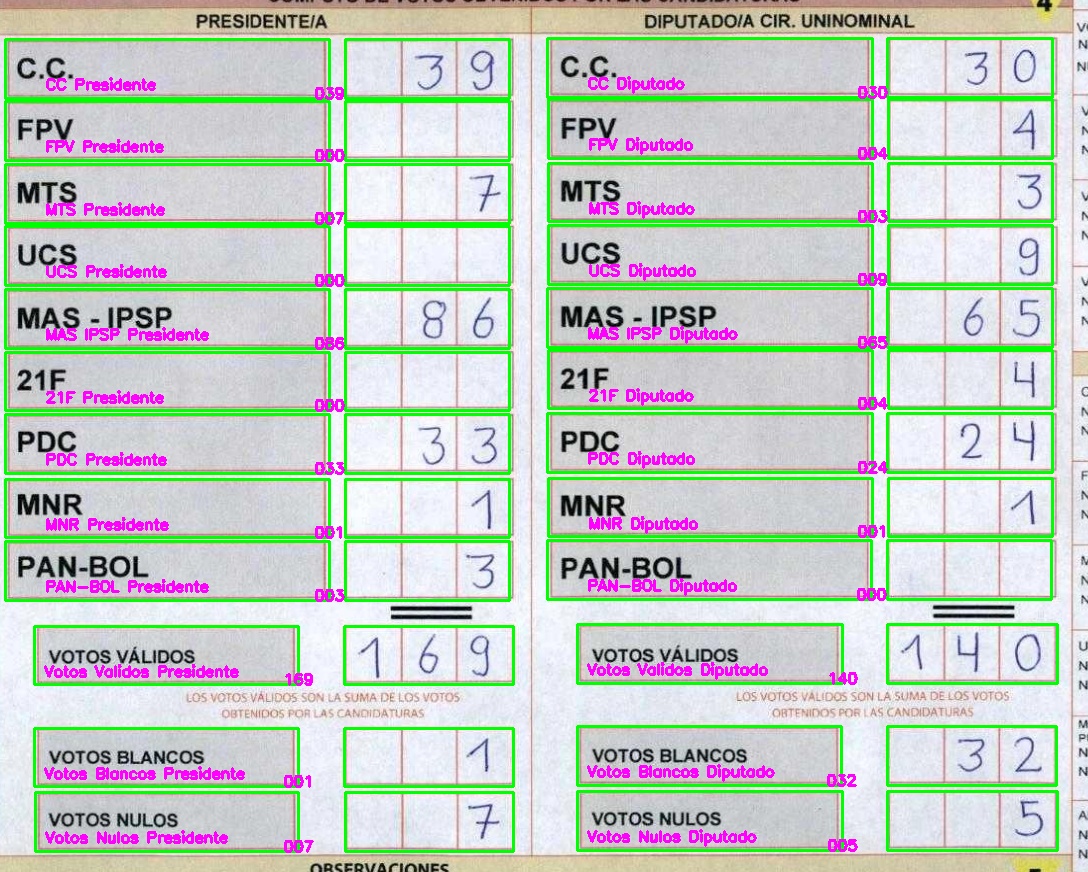 COMPUTO DE VOTOS OBTENIDOS POR LAS CANDIDATURAS
4
PRESIDENTE/A
C.C. 3 9
CC Presidente 039
FPV
FPV Presidente 000
MTS 7
MTS Presidente 007
UCS
UCS Presidente 000
MAS - IPSP 8 6
MAS IPSP Presidente 086
21F
21F Presidente 000
PDC 3 3
PDC Presidente 033
MNR 1
MNR Presidente 001
PAN-BOL 3
PAN-BOL Presidente 003
VOTOS VÁLIDOS 1 6 9
Votos Validos Presidente 169
LOS VOTOS VÁLIDOS SON LA SUMA DE LOS VOTOS
OBTENIDOS POR LAS CANDIDATURAS
VOTOS BLANCOS 1
Votos Blancos Presidente 001
VOTOS NULOS 7
Votos Nulos Presidente 007
DIPUTADO/A CIR. UNINOMINAL
C.C. 3 0
CC Diputado 030
FPV 4
FPV Diputado 004
MTS 3
MTS Diputado 003
UCS 9
UCS Diputado 009
MAS - IPSP 6 5
MAS IPSP Diputado 065
21F 4
21F Diputado 004
PDC 2 4
PDC Diputado 024
MNR 1
MNR Diputado 001
PAN-BOL
PAN-BOL Diputado 000
VOTOS VÁLIDOS 1 4 0
Votos Validos Diputado 140
LOS VOTOS VÁLIDOS SON LA SUMA DE LOS VOTOS
OBTENIDOS POR LAS CANDIDATURAS
VOTOS BLANCOS 3 2
Votos Blancos Diputado 032
VOTOS NULOS 5
Votos Nulos Diputado 005
OBSERVACIONES